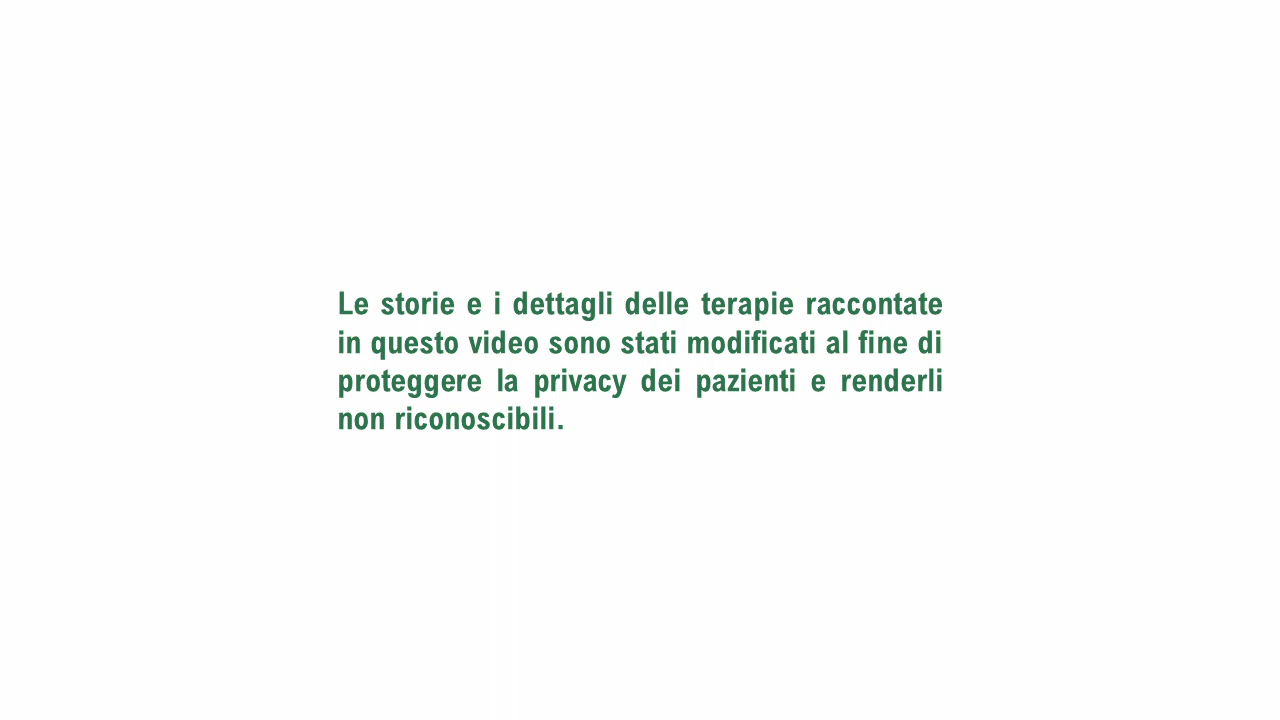 Le storie e i dettagli delle terapie raccontate
in questo video sono stati modificati al fine di
proteggere la privacy dei pazienti e renderli
non riconoscibili.